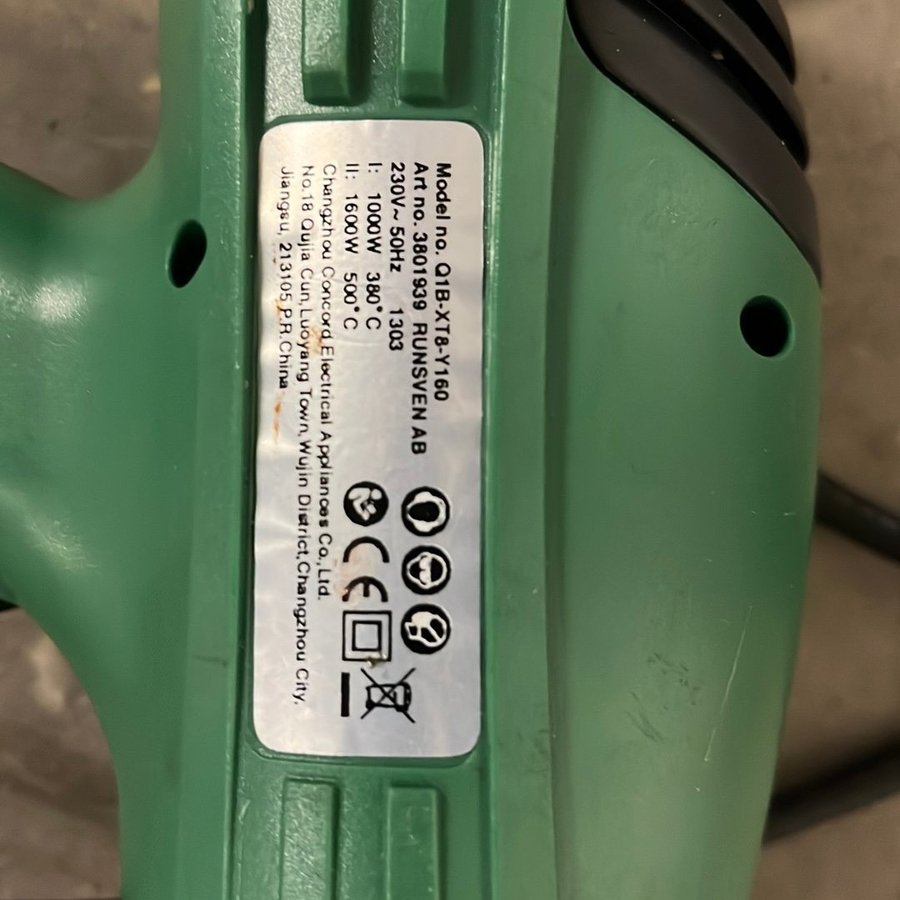 Model no. Q1B-XT8-Y160
Art no. 3801939 RUNSVEN AB
230V~ 50Hz 1303
I: 1000W 380°C
II: 1600W 500°C
Changzhou Concord Electrical Appliances Co., Ltd.
No.18 Qujia Cun, Luoyang Town, Wujin District, Changzhou City,
Jiangsu, 213105 P.R.China
CE